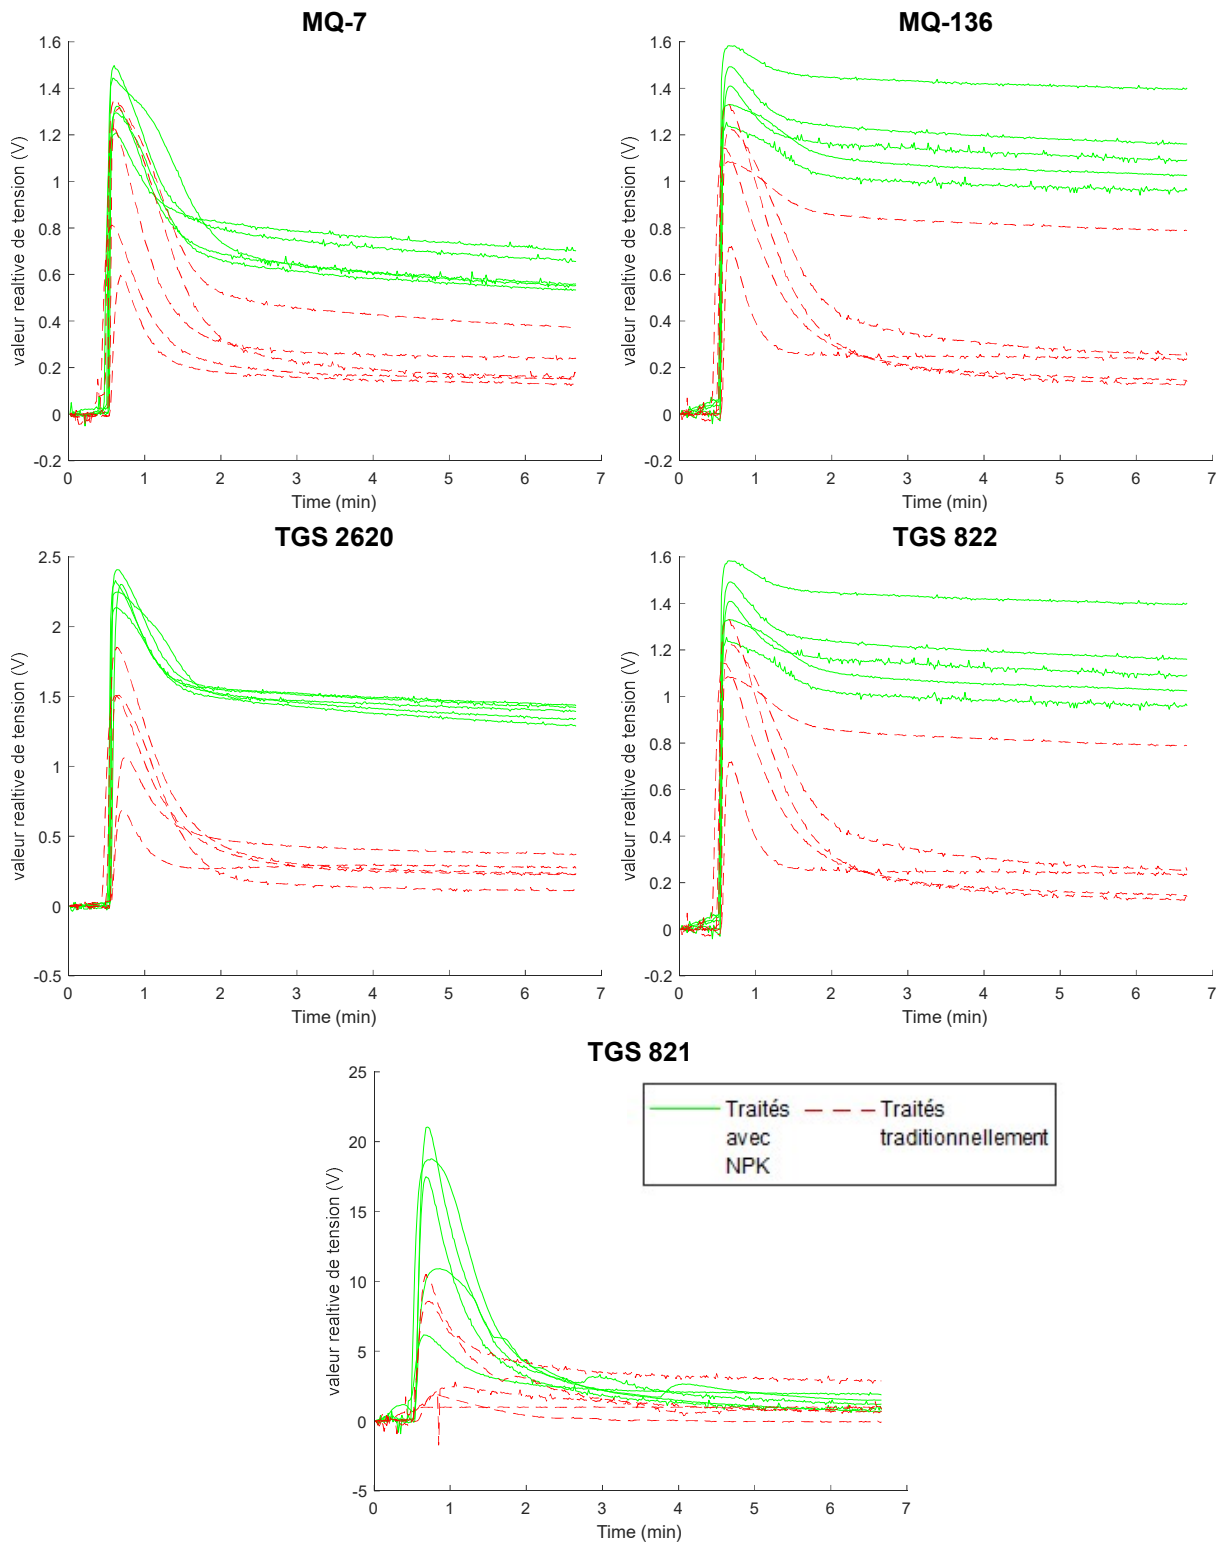 MQ-7
1.6
1.4
1.2
1
0.8
0.6
0.4
0.2
0
-0.2
valeur realtive de tension (V)
0 1 2 3 4 5 6 7
Time (min)
MQ-136
1.6
1.4
1.2
1
0.8
0.6
0.4
0.2
0
-0.2
valeur realtive de tension (V)
0 1 2 3 4 5 6 7
Time (min)
TGS 2620
2.5
2
1.5
1
0.5
0
-0.5
valeur realtive de tension (V)
0 1 2 3 4 5 6 7
Time (min)
TGS 822
1.6
1.4
1.2
1
0.8
0.6
0.4
0.2
0
-0.2
valeur realtive de tension (V)
0 1 2 3 4 5 6 7
Time (min)
TGS 821
25
20
15
10
5
0
-5
valeur realtive de tension (V)
0 1 2 3 4 5 6 7
Time (min)
Traités
avec
NPK
Traités
traditionnellement